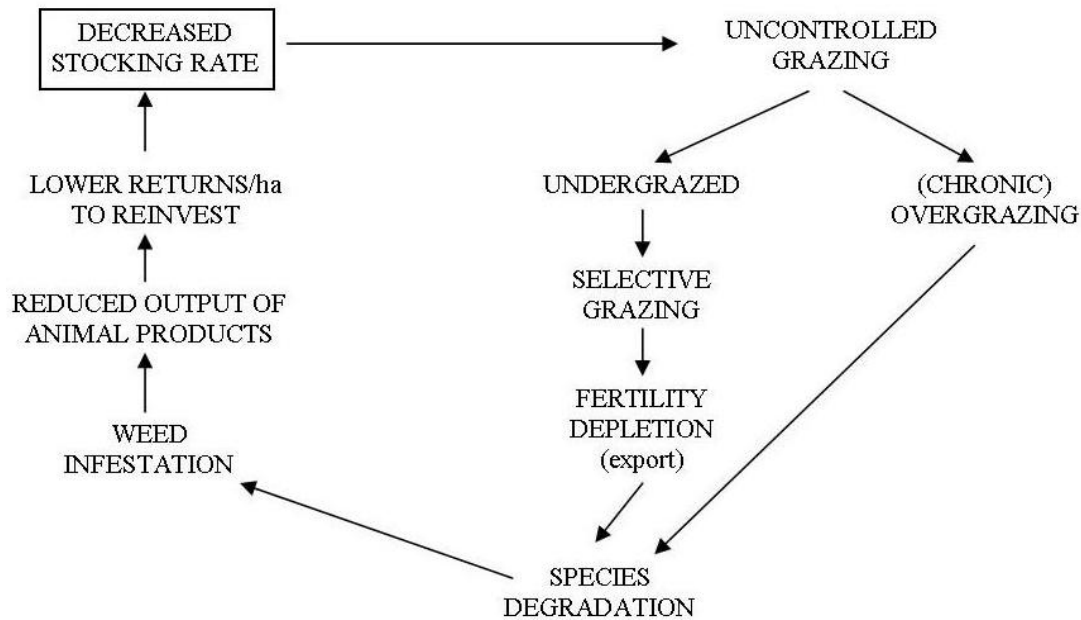 DECREASED
STOCKING RATE
UNCONTROLLED
GRAZING
LOWER RETURNS/ha
TO REINVEST
UNDERGRAZED
(CHRONIC)
OVERGRAZING
REDUCED OUTPUT OF
ANIMAL PRODUCTS
SELECTIVE
GRAZING
WEED
INFESTATION
FERTILITY
DEPLETION
(export)
SPECIES
DEGRADATION